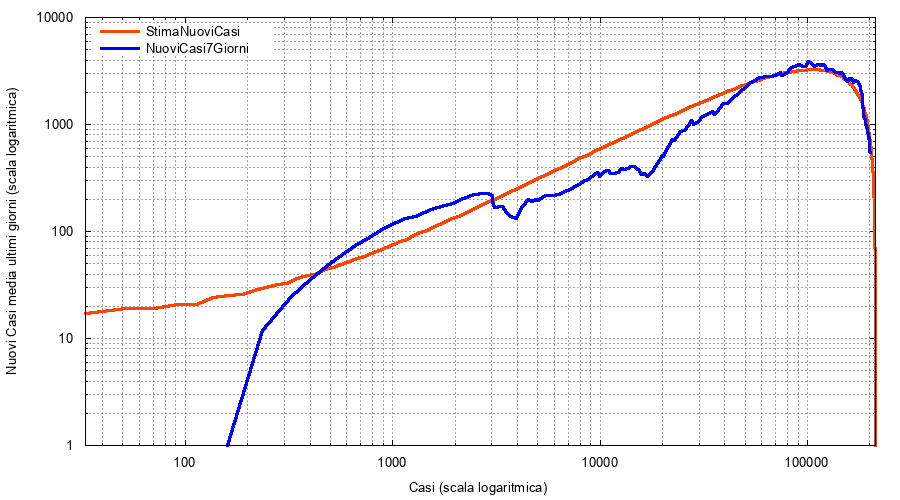 10000
StimaNuoviCasi
NuoviCasi7Giorni
1000
100
10
1
Nuovi Casi media ultimi giorni (scala logaritmica)
100
1000
10000
100000
Casi (scala logaritmica)